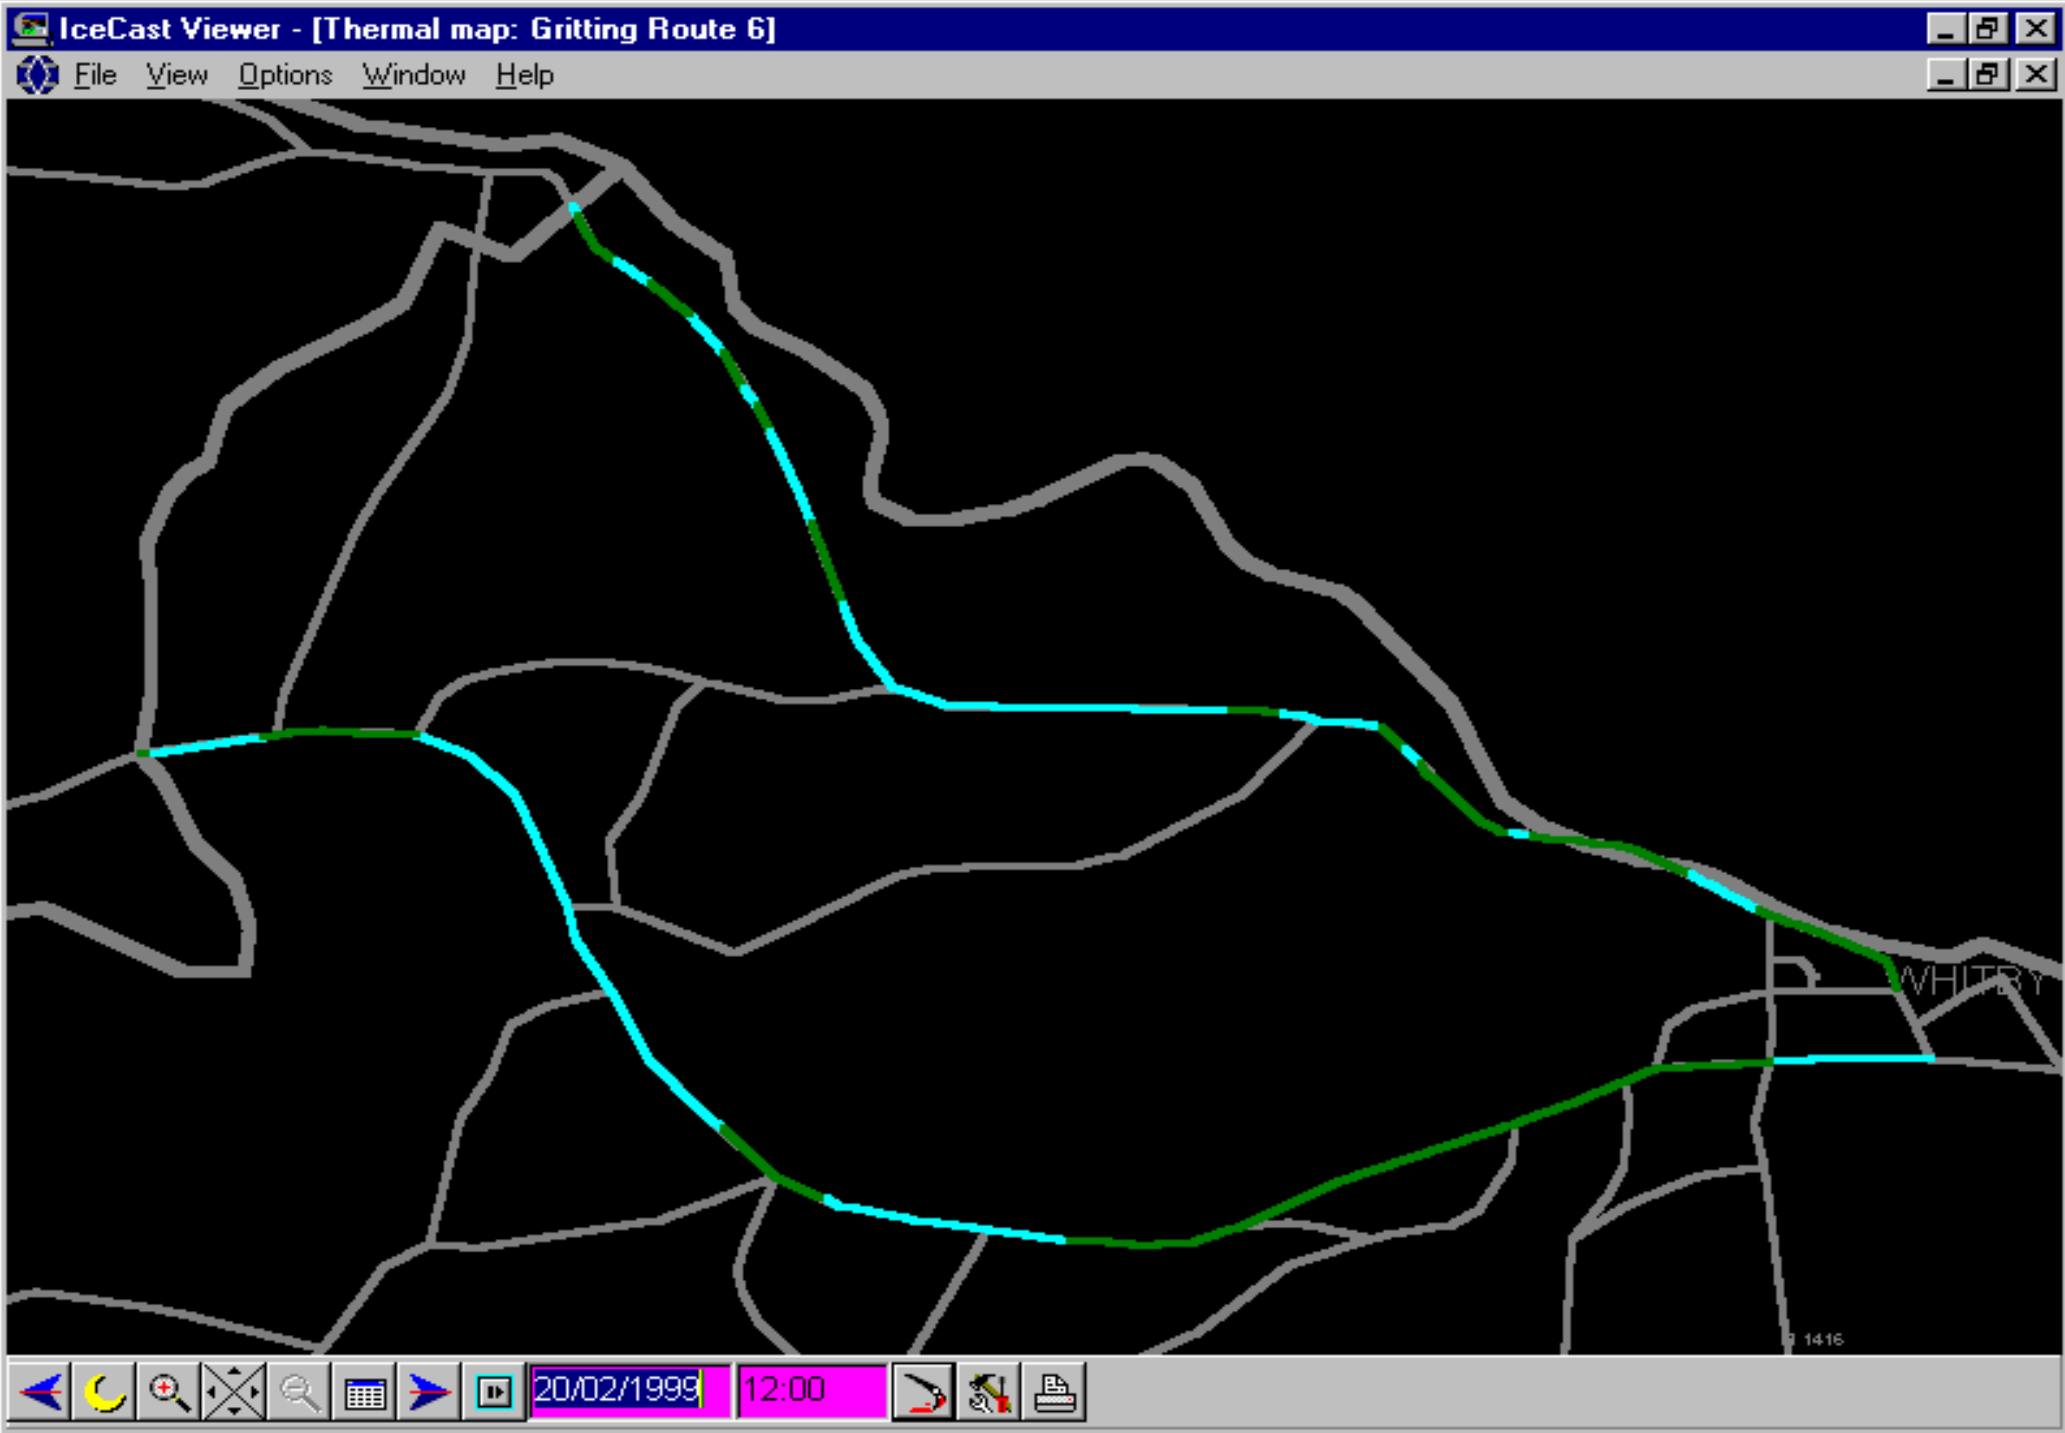 IceCast Viewer - [Thermal map: Gritting Route 6]
File View Options Window Help
WHITBY
1416
20/02/1999 12:00